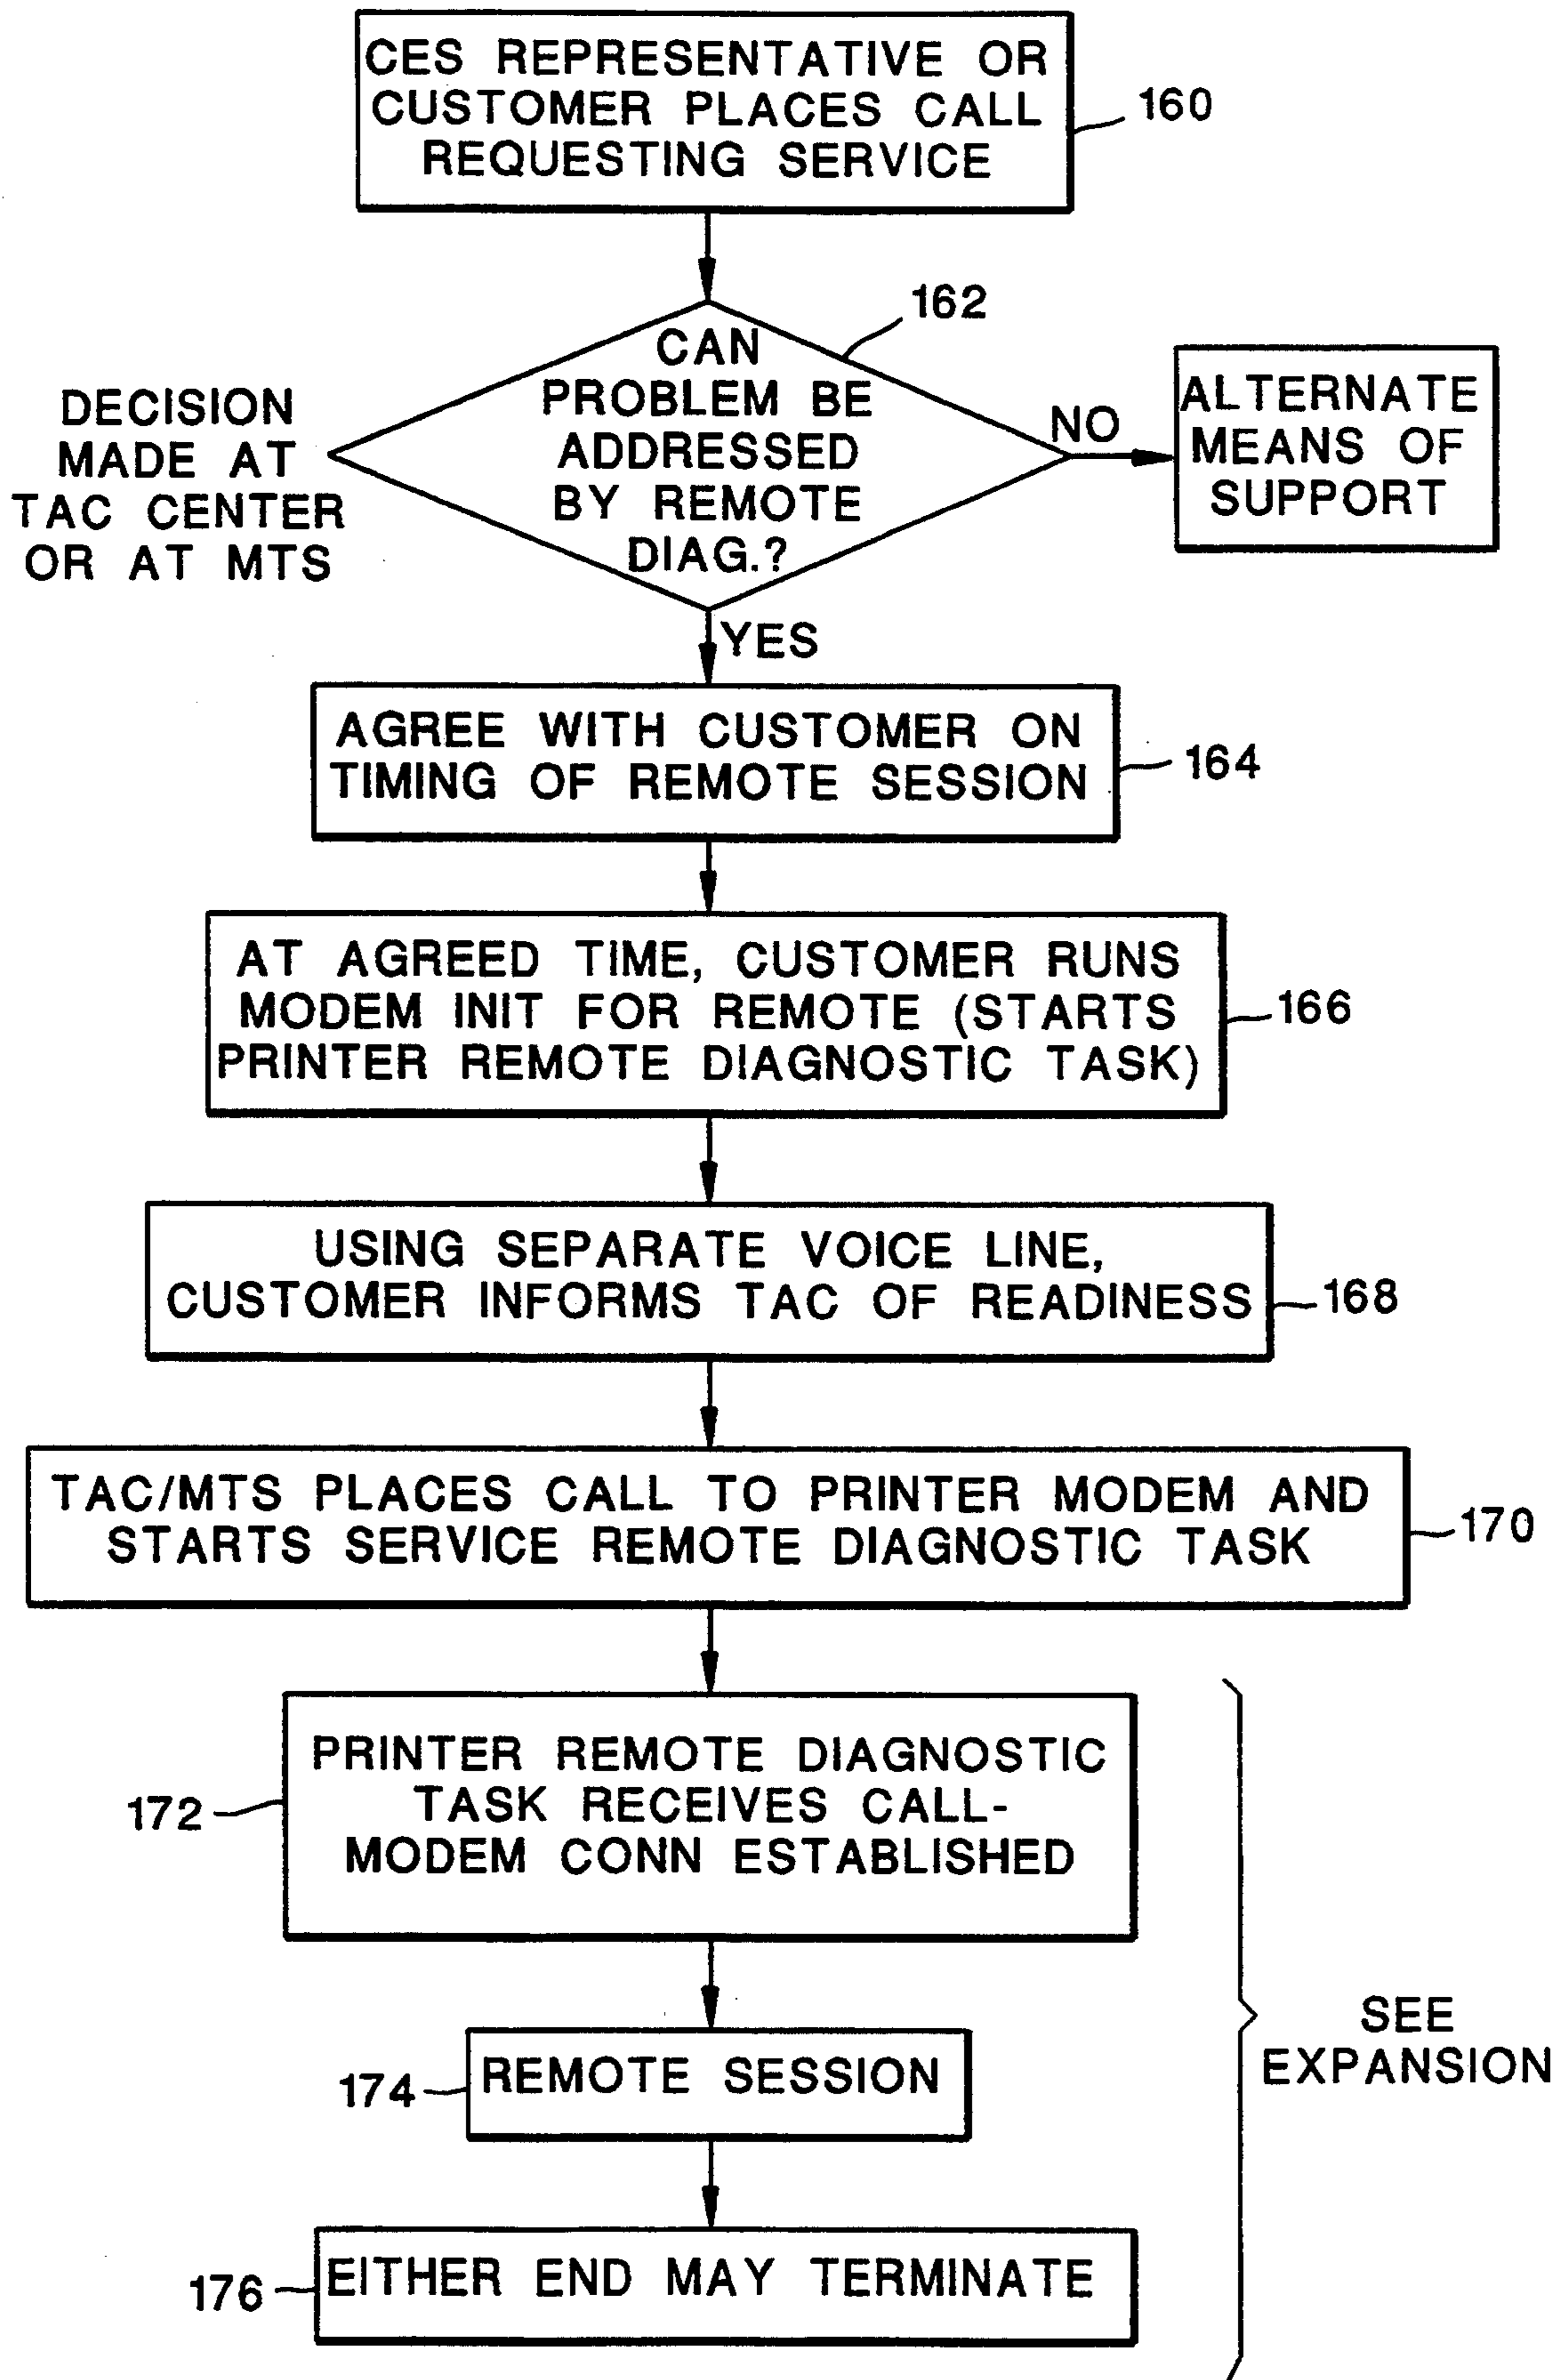 CES REPRESENTATIVE OR
CUSTOMER PLACES CALL
REQUESTING SERVICE
160
162
CAN
PROBLEM BE
ADDRESSED
BY REMOTE
DIAG.?
DECISION
MADE AT
TAC CENTER
OR AT MTS
NO
ALTERNATE
MEANS OF
SUPPORT
YES
AGREE WITH CUSTOMER ON
TIMING OF REMOTE SESSION
164
AT AGREED TIME, CUSTOMER RUNS
MODEM INIT FOR REMOTE (STARTS
PRINTER REMOTE DIAGNOSTIC TASK)
166
USING SEPARATE VOICE LINE,
CUSTOMER INFORMS TAC OF READINESS
168
TAC/MTS PLACES CALL TO PRINTER MODEM AND
STARTS SERVICE REMOTE DIAGNOSTIC TASK
170
PRINTER REMOTE DIAGNOSTIC
TASK RECEIVES CALL-
MODEM CONN ESTABLISHED
172
REMOTE SESSION
174
SEE
EXPANSION
EITHER END MAY TERMINATE
176